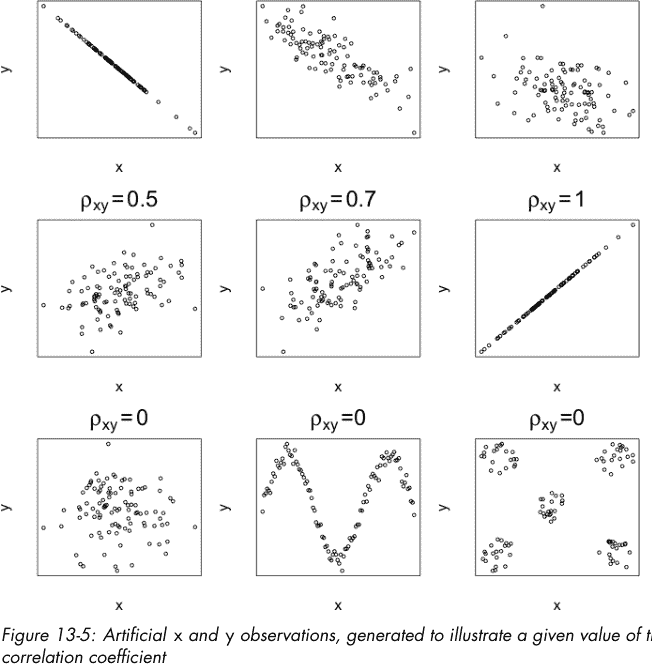 y y y
x x x
ρxy=0.5 ρxy=0.7 ρxy=1
y y y
x x x
ρxy=0 ρxy=0 ρxy=0
y y y
x x x
Figure 13-5: Artificial x and y observations, generated to illustrate a given value of
correlation coefficient